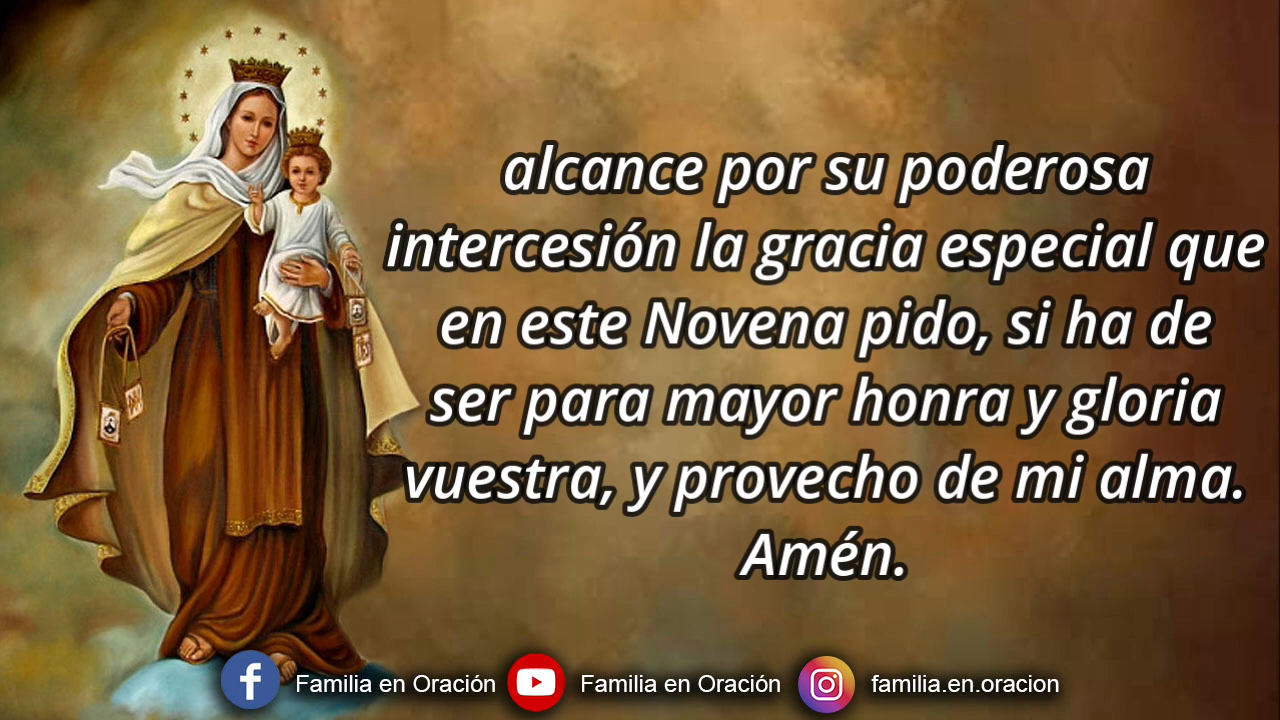 alcance por su poderosa
intercesión la gracia especial que
en este Novena pido, si ha de
ser para mayor honra y gloria
vuestra, y provecho de mi alma.
Amén.
Familia en Oración
Familia en Oración
familia.en.oracion